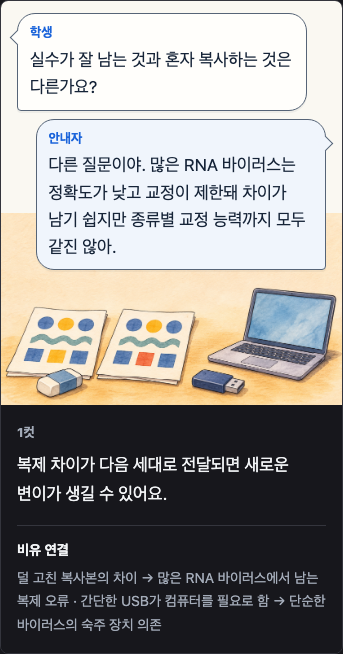 학생
실수가 잘 남는 것과 혼자 복사하는 것은
다른가요?
안내자
다른 질문이야. 많은 RNA 바이러스는
정확도가 낮고 교정이 제한돼 차이가
남기 쉽지만 종류별 교정 능력까지 모두
같진 않아.
1컷
복제 차이가 다음 세대로 전달되면 새로운
변이가 생길 수 있어요.
비유 연결
덜 고친 복사본의 차이 → 많은 RNA 바이러스에서 남는
복제 오류 · 간단한 USB가 컴퓨터를 필요로 함 → 단순한
바이러스의 숙주 장치 의존